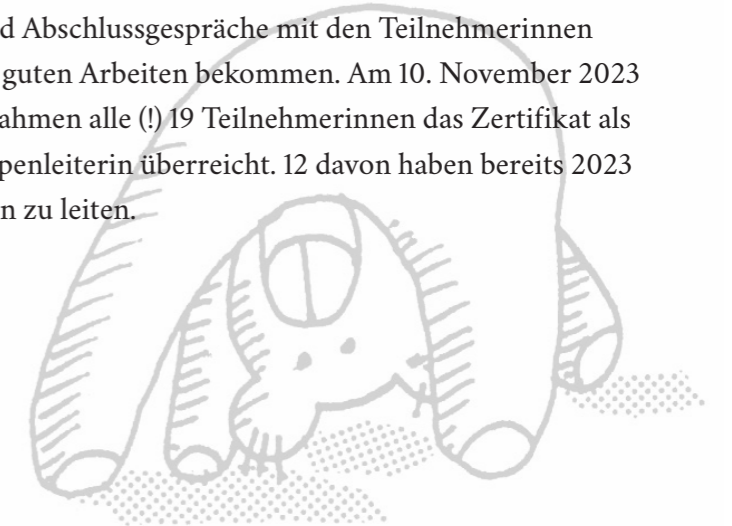 d Abschlussgespräche mit den Teilnehmerinnen
guten Arbeiten bekommen. Am 10. November 2023
ahmen alle (!) 19 Teilnehmerinnen das Zertifikat als
penleiterin überreicht. 12 davon haben bereits 2023
n zu leiten.